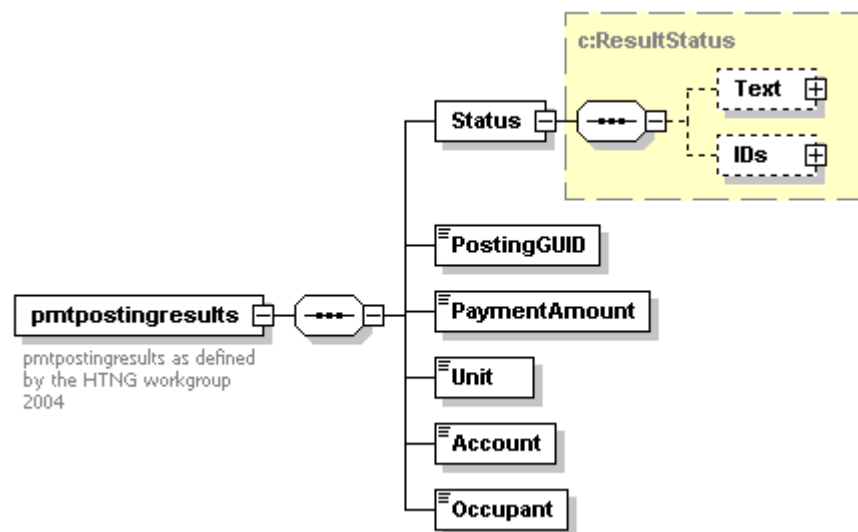 c:ResultStatus
Text
Status
IDs
PostingGUID
pmtpostingresults
PaymentAmount
pmtpostingresults as defined
by the HTNG workgroup
2004
Unit
Account
Occupant